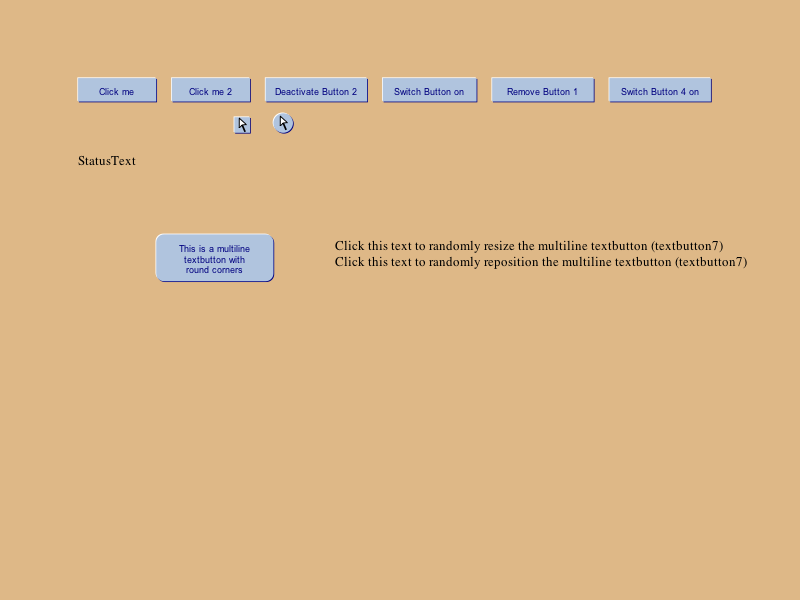 Click me
Click me 2
Deactivate Button 2
Switch Button on
Remove Button 1
Switch Button 4 on
StatusText
This is a multiline
textbutton with
round corners
Click this text to randomly resize the multiline textbutton (textbutton7)
Click this text to randomly reposition the multiline textbutton (textbutton7)